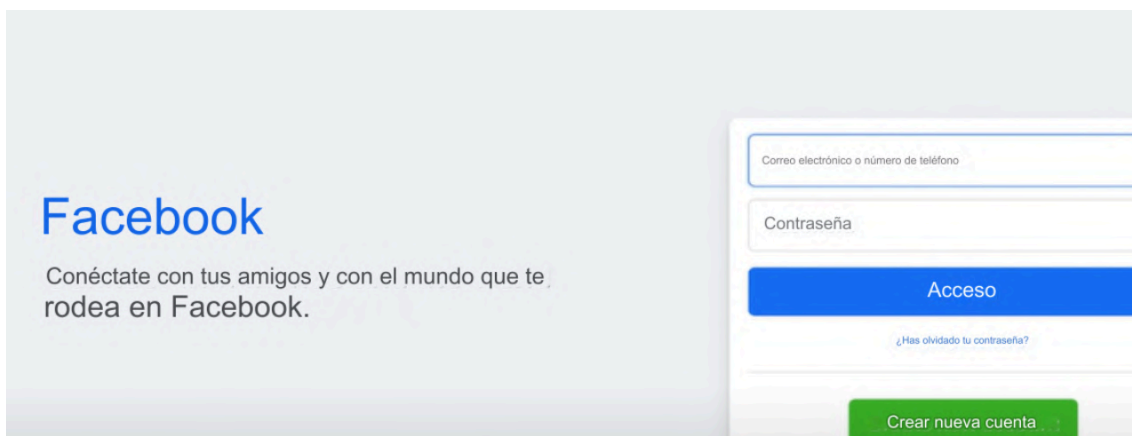 Facebook
Conéctate con tus amigos y con el mundo que te
rodea en Facebook.
Correo electrónico o número de teléfono
Contraseña
Acceso
¿Has olvidado tu contraseña?
Crear nueva cuenta